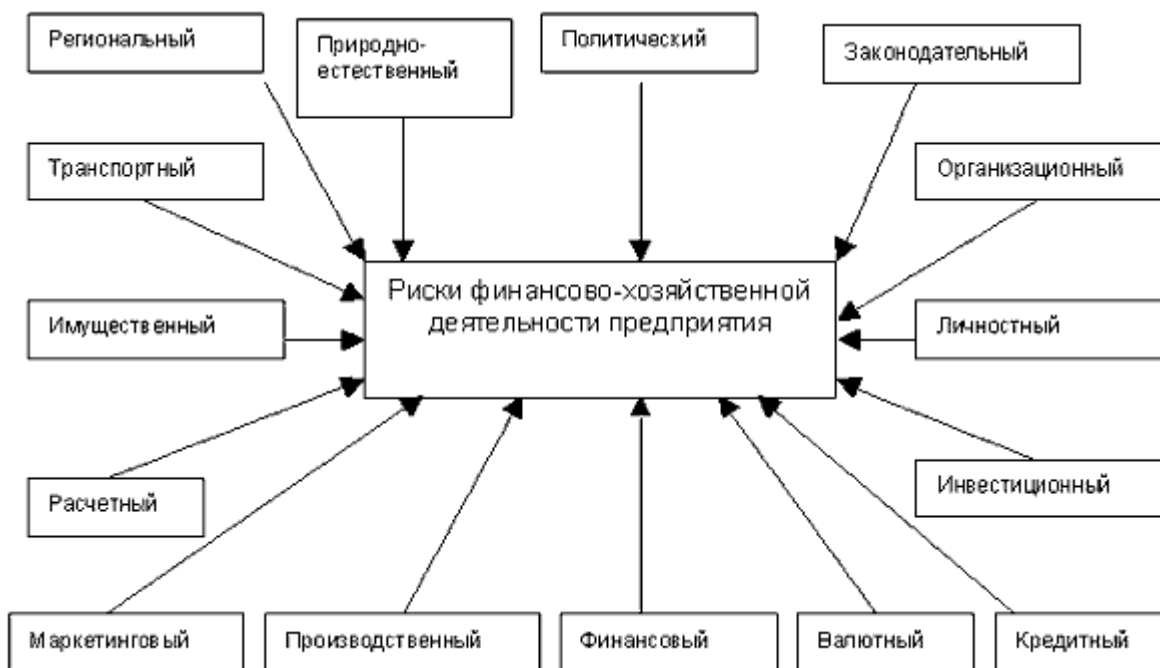 Региональный
Природно-
естественный
Политический
Законодательный
Транспортный
Организационный
Риски финансово-хозяйственной
деятельности предприятия
Имущественный
Личностный
Расчетный
Инвестиционный
Маркетинговый
Производственный
Финансовый
Валютный
Кредитный